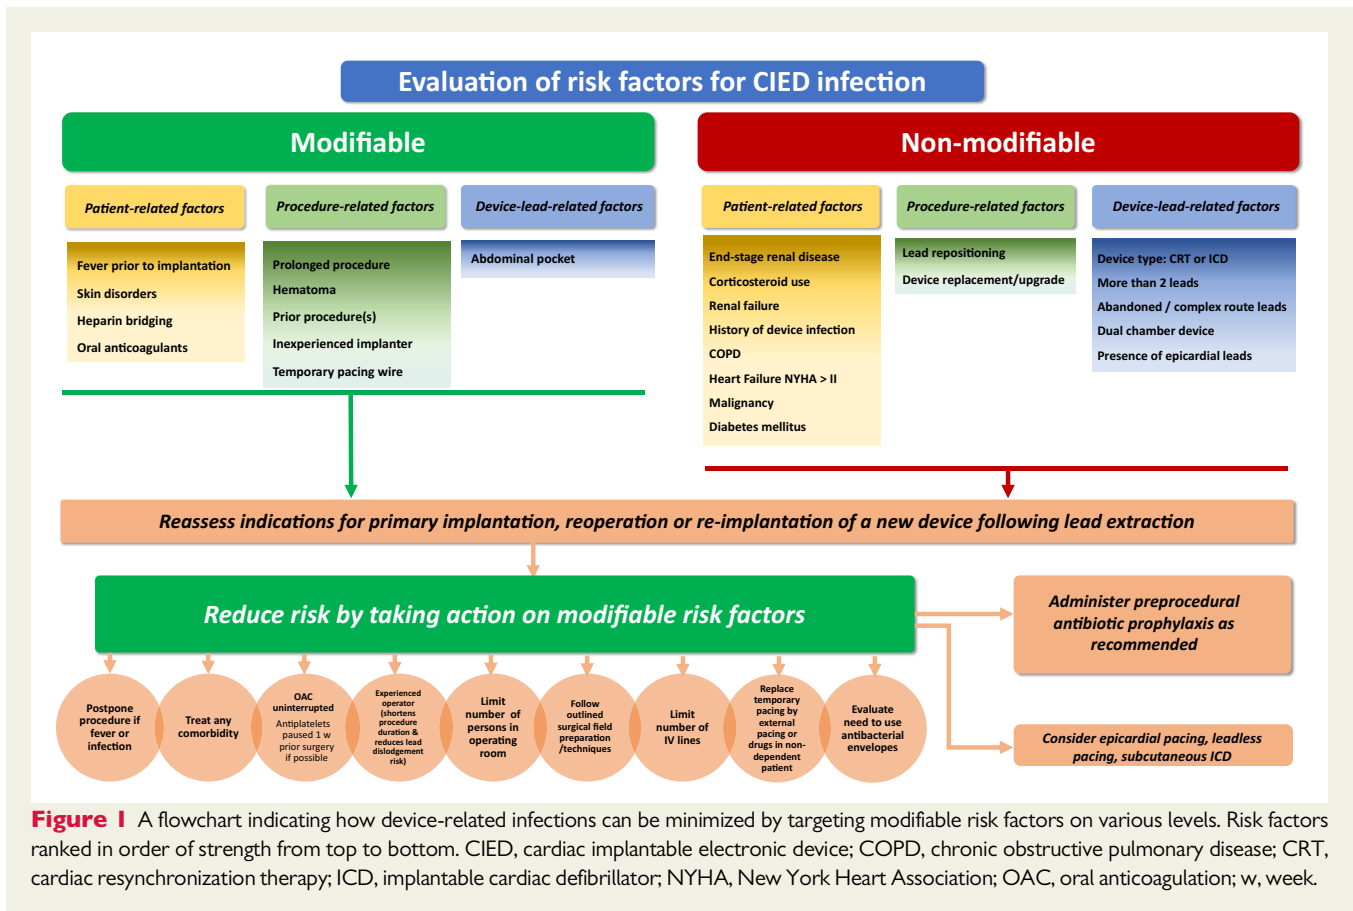 Evaluation of risk factors for CIED infection
Modifiable
Patient-related factors
Fever prior to implantation
Skin disorders
Heparin bridging
Oral anticoagulants
Procedure-related factors
Prolonged procedure
Hematoma
Prior procedure(s)
Inexperienced implanter
Temporary pacing wire
Device-lead-related factors
Abdominal pocket
Non-modifiable
Patient-related factors
End-stage renal disease
Corticosteroid use
Renal failure
History of device infection
COPD
Heart Failure NYHA > II
Malignancy
Diabetes mellitus
Procedure-related factors
Lead repositioning
Device replacement/upgrade
Device-lead-related factors
Device type: CRT or ICD
More than 2 leads
Abandoned / complex route leads
Dual chamber device
Presence of epicardial leads
Reassess indications for primary implantation, reoperation or re-implantation of a new device following lead extraction
Reduce risk by taking action on modifiable risk factors
Postpone
procedure if
fever or
infection
Treat any
comorbidity
OAC
uninterrupted
Antiplatelets
paused 1 w
prior surgery
if possible
Experienced
operator
(shortens
procedure
duration &
reduces lead
dislodgement
risk)
Limit
number of
persons in
operating
room
Follow
outlined
surgical field
preparation
/techniques
Limit
number of
IV lines
Replace
temporary
pacing by
external
pacing or
drugs in non-
dependent
patient
Evaluate
need to use
antibacterial
envelopes
Administer preprocedural
antibiotic prophylaxis as
recommended
Consider epicardial pacing, leadless
pacing, subcutaneous ICD
Figure 1 A flowchart indicating how device-related infections can be minimized by targeting modifiable risk factors on various levels. Risk factors
ranked in order of strength from top to bottom. CIED, cardiac implantable electronic device; COPD, chronic obstructive pulmonary disease; CRT,
cardiac resynchronization therapy; ICD, implantable cardiac defibrillator; NYHA, New York Heart Association; OAC, oral anticoagulation; w, week.